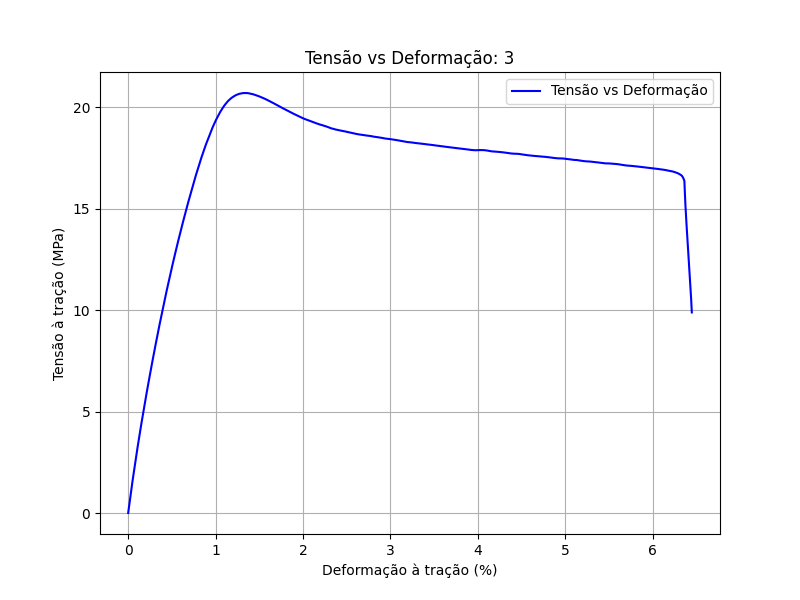 Tensão vs Deformação: 3
Tensão vs Deformação
20
15
10
5
0
Tensão à tração (MPa)
0 1 2 3 4 5 6
Deformação à tração (%)